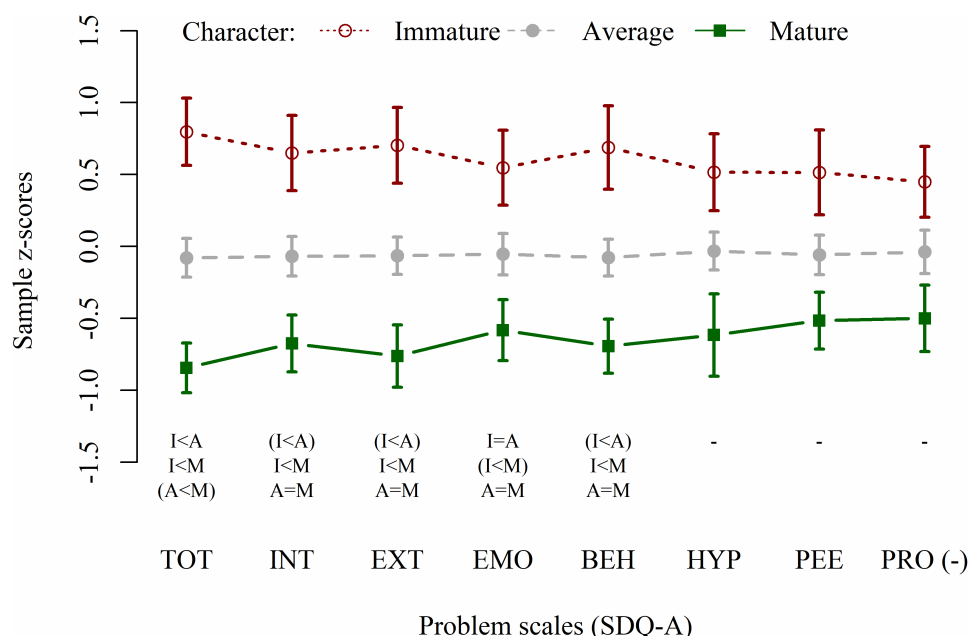 Character: Immature Average Mature
1.5
1.0
0.5
0.0
-0.5
-1.0
-1.5
Sample z-scores
I<A (I<A) (I<A) I=A (I<A) - - -
I<M I<M I<M (I<M) I<M
(A<M) A=M A=M A=M A=M
TOT INT EXT EMO BEH HYP PEE PRO (-)
Problem scales (SDQ-A)